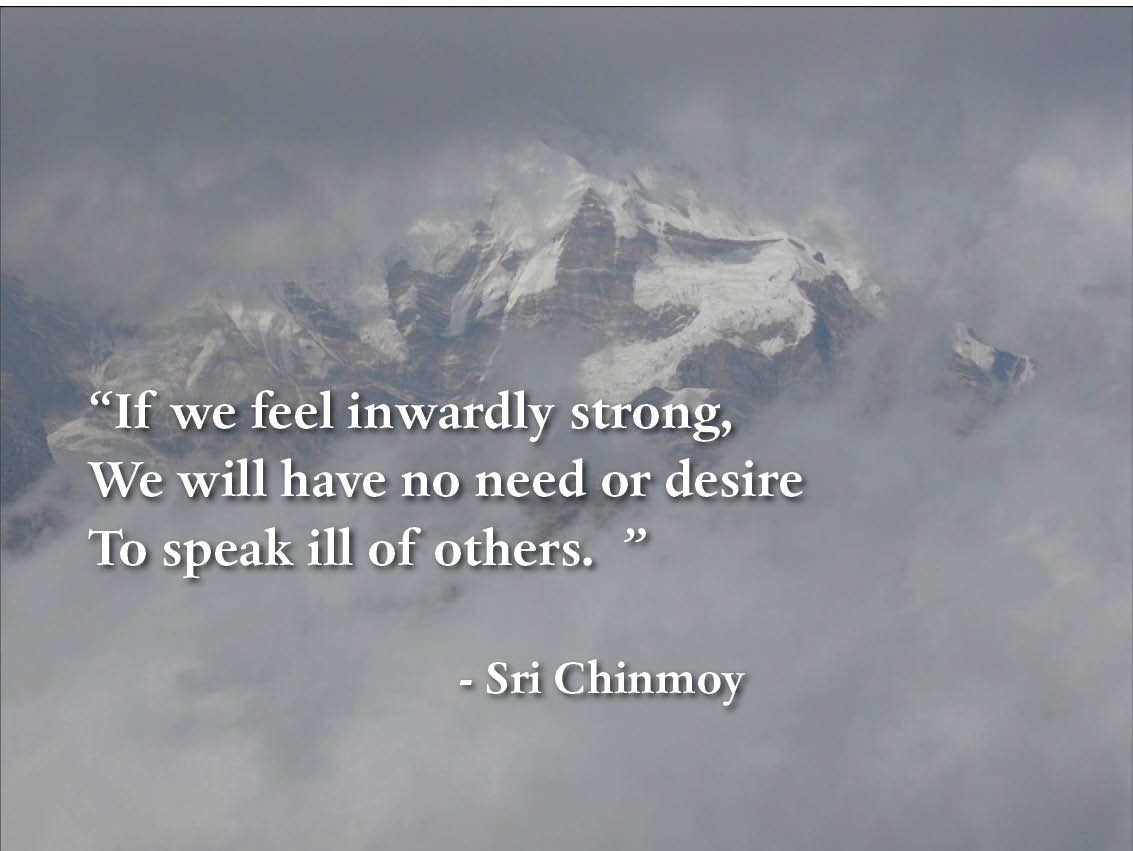 “If we feel inwardly strong,
We will have no need or desire
To speak ill of others.  ”
- Sri Chinmoy